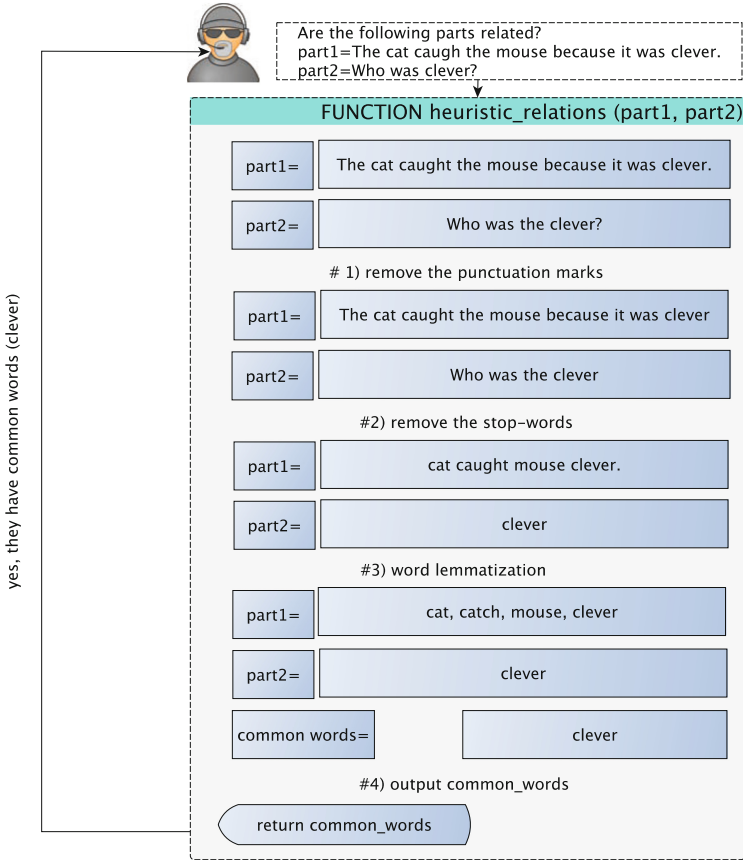 Are the following parts related?
part1=The cat caugh the mouse because it was clever.
part2=Who was clever?
FUNCTION heuristic_relations (part1, part2)
part1=
The cat caught the mouse because it was clever.
part2=
Who was the clever?
# 1) remove the punctuation marks
part1=
The cat caught the mouse because it was clever
part2=
Who was the clever
#2) remove the stop-words
part1=
cat caught mouse clever.
part2=
clever
#3) word lemmatization
part1=
cat, catch, mouse, clever
part2=
clever
common words=
clever
#4) output common_words
return common_words
yes, they have common words (clever)